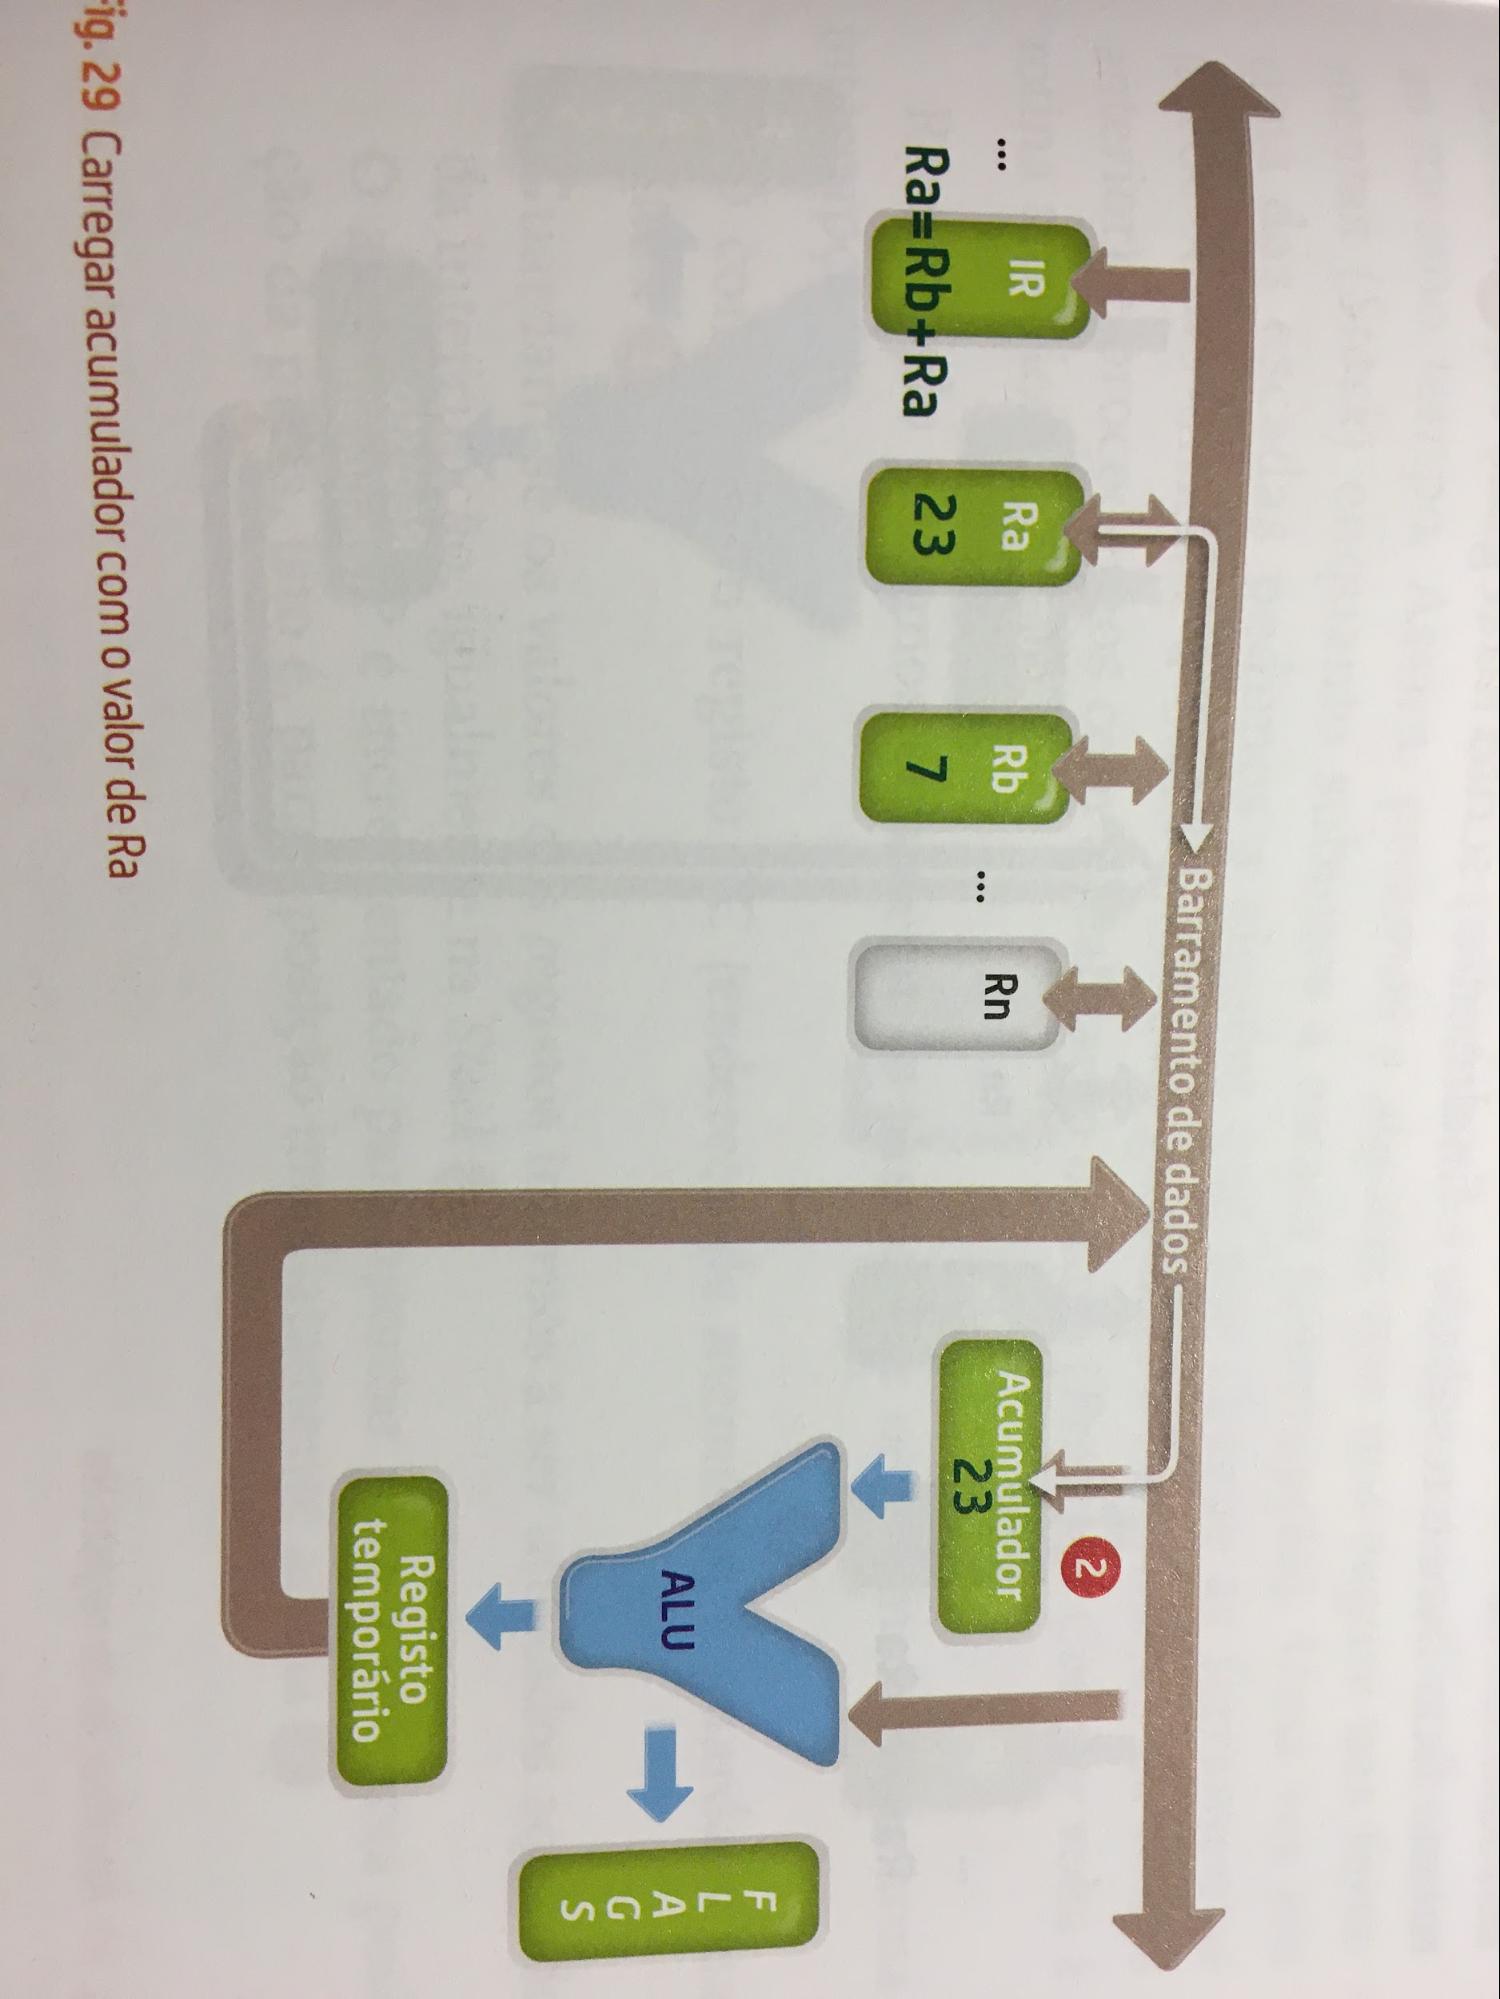 Barramento de dados
...
IR
Ra=Rb+Ra
Ra
23
Rb
7
...
Rn
Acumulador
23
2
ALU
Registo
temporário
F
L
A
G
S
Fig. 29 Carregar acumulador com o valor de Ra